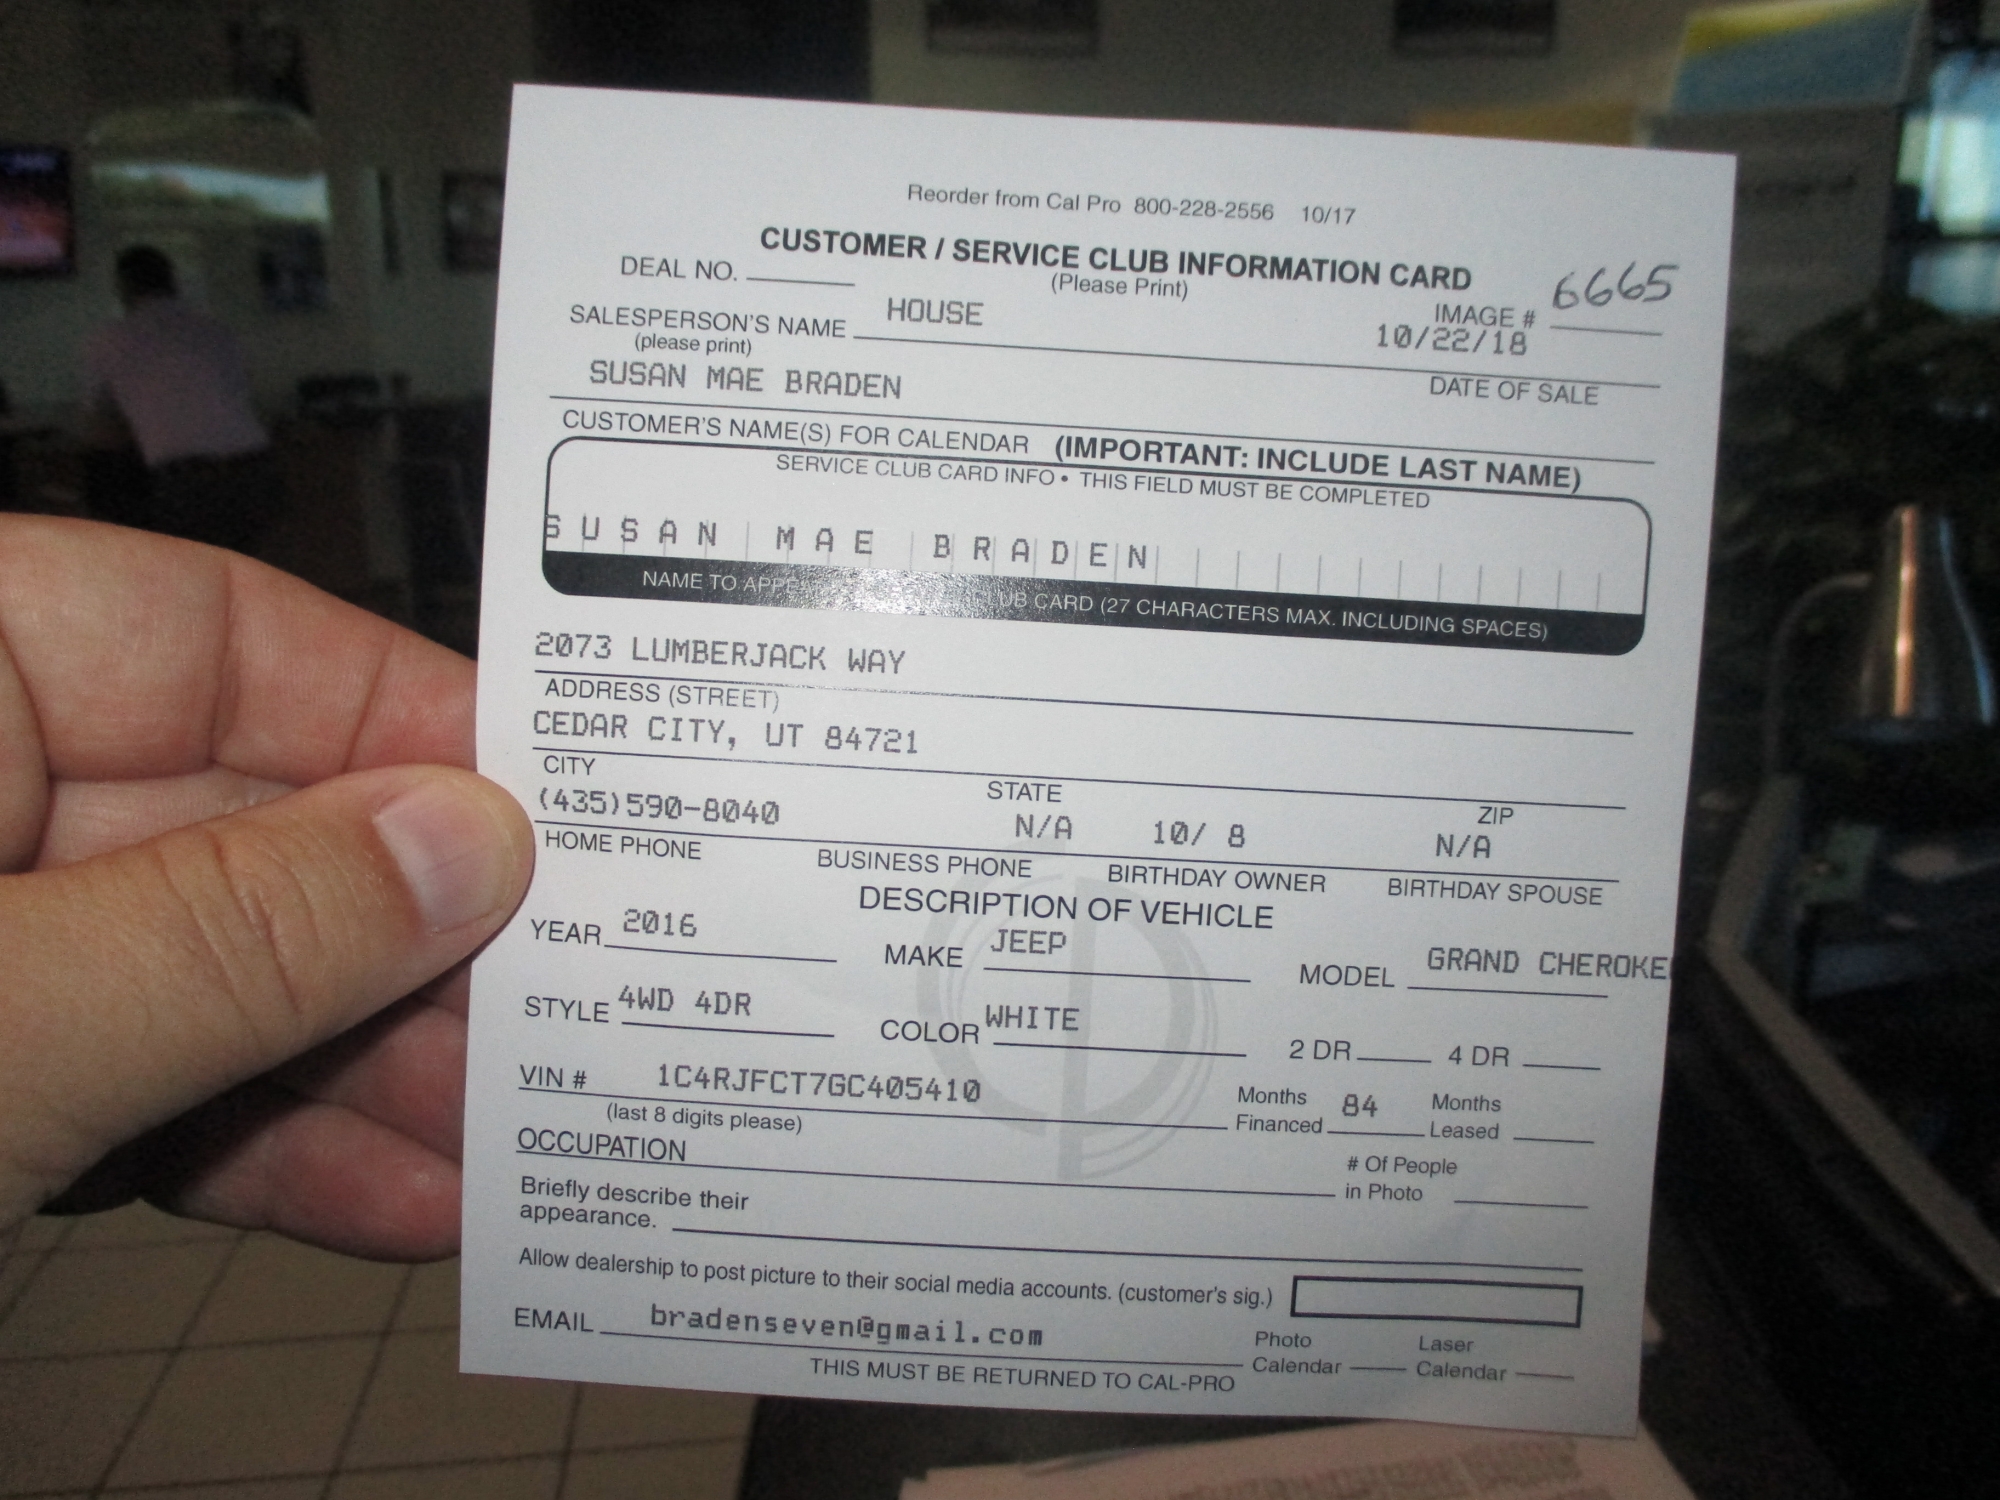 Reorder from Cal Pro 800-228-2556 10/17
CUSTOMER / SERVICE CLUB INFORMATION CARD
(Please Print)
DEAL NO.
IMAGE # 6665
SALESPERSON'S NAME HOUSE
(please print)
10/22/18
DATE OF SALE
SUSAN MAE BRADEN
CUSTOMER'S NAME(S) FOR CALENDAR (IMPORTANT: INCLUDE LAST NAME)
SERVICE CLUB CARD INFO • THIS FIELD MUST BE COMPLETED
SUSAN MAE BRADEN
NAME TO CARD (27 CHARACTERS MAX. INCLUDING SPACES)
2073 LUMBERJACK WAY
ADDRESS (STREET)
CEDAR CITY, UT 84721
CITY STATE ZIP
(435)590-8040 N/A 10/ 8 N/A
HOME PHONE BUSINESS PHONE BIRTHDAY OWNER BIRTHDAY SPOUSE
DESCRIPTION OF VEHICLE
YEAR 2016 MAKE JEEP MODEL GRAND CHEROKE
STYLE 4WD 4DR COLOR WHITE 2 DR 4 DR
VIN # 1C4RJFCT7GC405410
(last 8 digits please)
Months Financed 84 Months Leased
OCCUPATION
# Of People in Photo
Briefly describe their
appearance.
Allow dealership to post picture to their social media accounts. (customer's sig.)
EMAIL bradenseven@gmail.com
Photo Calendar Laser Calendar
THIS MUST BE RETURNED TO CAL-PRO